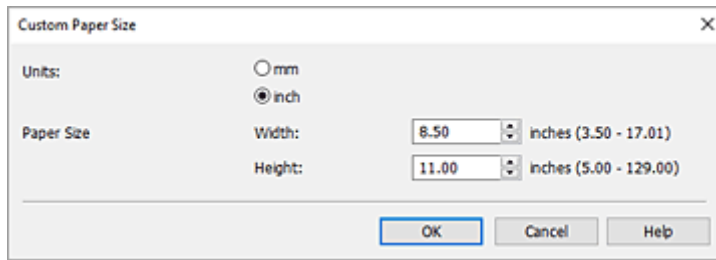 Custom Paper Size
Units:
mm
inch
Paper Size Width: 8.50 inches (3.50 - 17.01)
Height: 11.00 inches (5.00 - 129.00)
OK Cancel Help